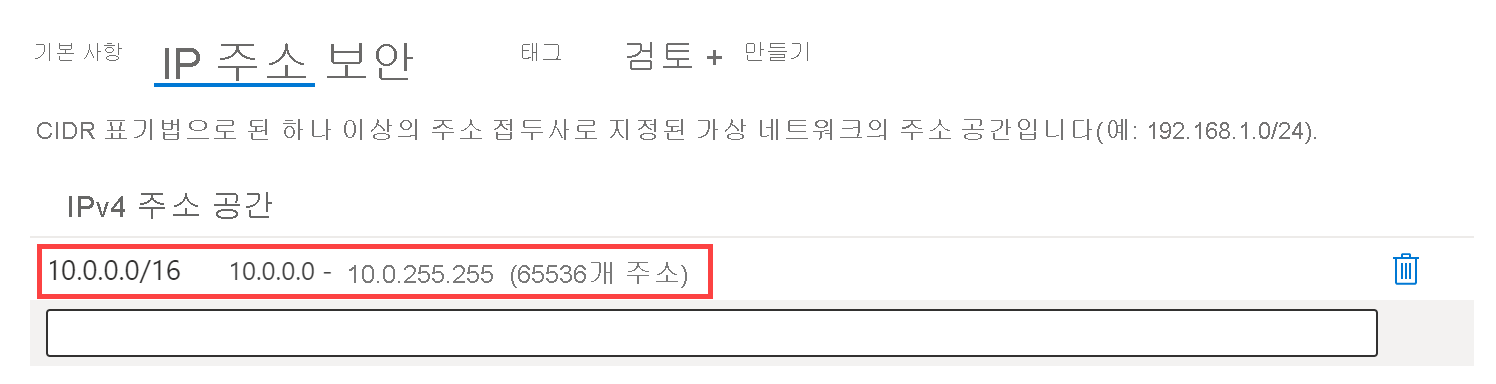 기본 사항 IP 주소 보안 태그 검토 + 만들기
CIDR 표기법으로 된 하나 이상의 주소 접두사로 지정된 가상 네트워크의 주소 공간입니다(예: 192.168.1.0/24).
IPv4 주소 공간
10.0.0.0/16 10.0.0.0 - 10.0.255.255 (65536개 주소)